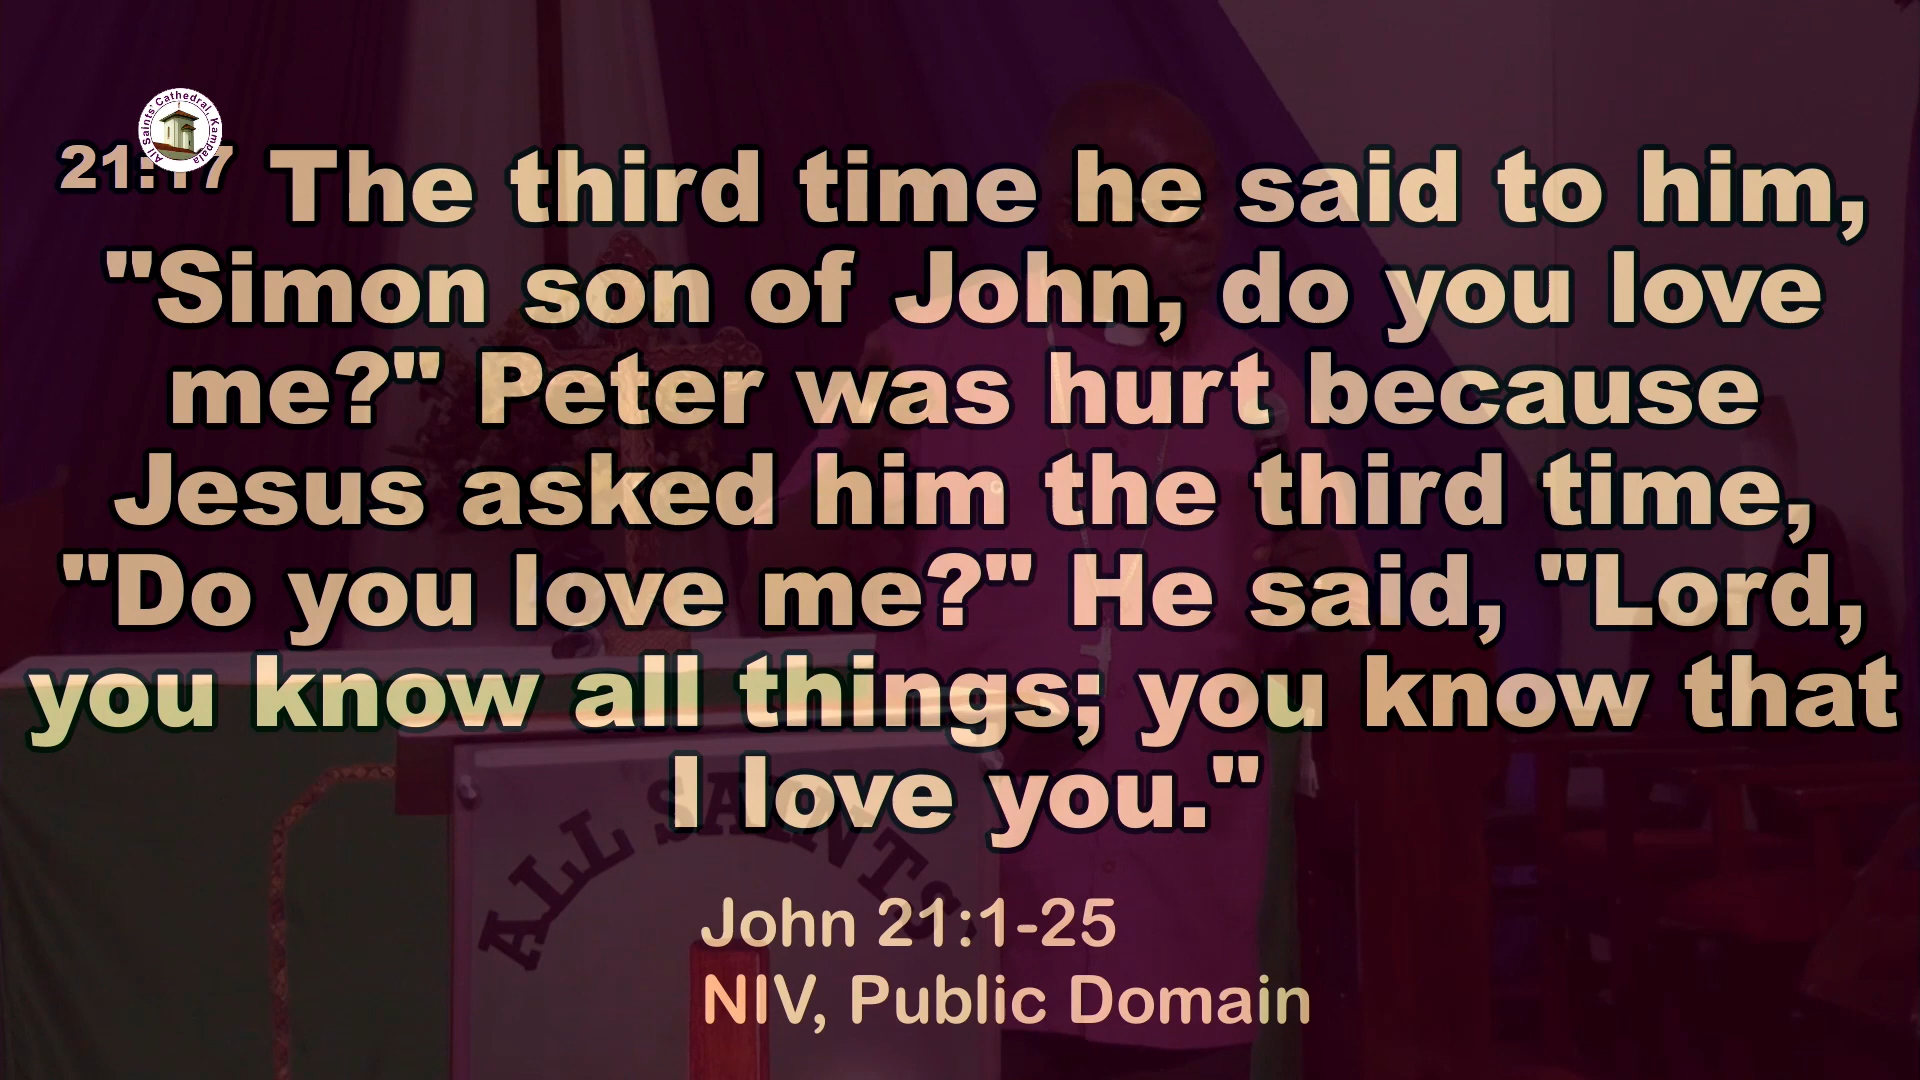 All Saints' Cathedral, Kampala
21:17 The third time he said to him,
"Simon son of John, do you love
me?" Peter was hurt because
Jesus asked him the third time,
"Do you love me?" He said, "Lord,
you know all things; you know that
I love you."
ALL SAINTS'
John 21:1-25
NIV, Public Domain